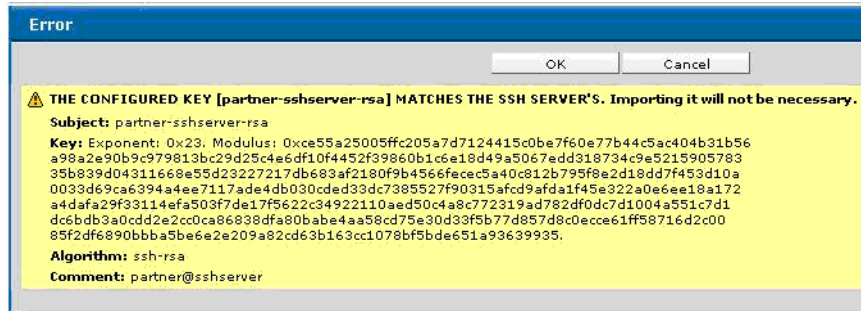 Error
OK Cancel
THE CONFIGURED KEY [partner-sshserver-rsa] MATCHES THE SSH SERVER'S. Importing it will not be necessary.
Subject: partner-sshserver-rsa
Key: Exponent: 0x23. Modulus: 0xce55a25005ffc205a7d7124415c0be7f60e77b44c5ac404b31b56
a98a2e90b9c979813bc29d25c4e6df10f4452f39860b1c6e18d49a5067edd318734c9e5215905783
35b839d04311668e55d23227217db683af2180f9b4566fecec5a40c812b795f8e2d18dd7f453d10a
0033d69ca6394a4ee7117ade4db030cded33dc7385527f90315afcd9afda1f45e322a0e6ee18a172
a4dafa29f33114efa503f7de17f5622c34922110aed50c4a8c772319ad782df0dc7d1004a551c7d1
dc6bdb3a0cdd2e2cc0ca86838dfa80babe4aa58cd75e30d33f5b77d857d8c0ecce61ff58716d2c00
85f2df6890bbba5be6e2e209a82cd63b163cc1078bf5bde651a93639935.
Algorithm: ssh-rsa
Comment: partner@sshserver